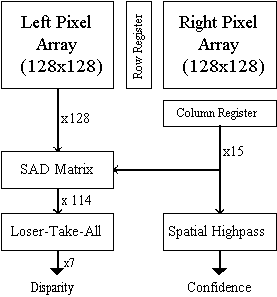 Left Pixel
Array
(128x128)
Row Register
Right Pixel
Array
(128x128)
Column Register
x128
x15
SAD Matrix
x 114
Loser-Take-All
Spatial Highpass
x7
Disparity
Confidence